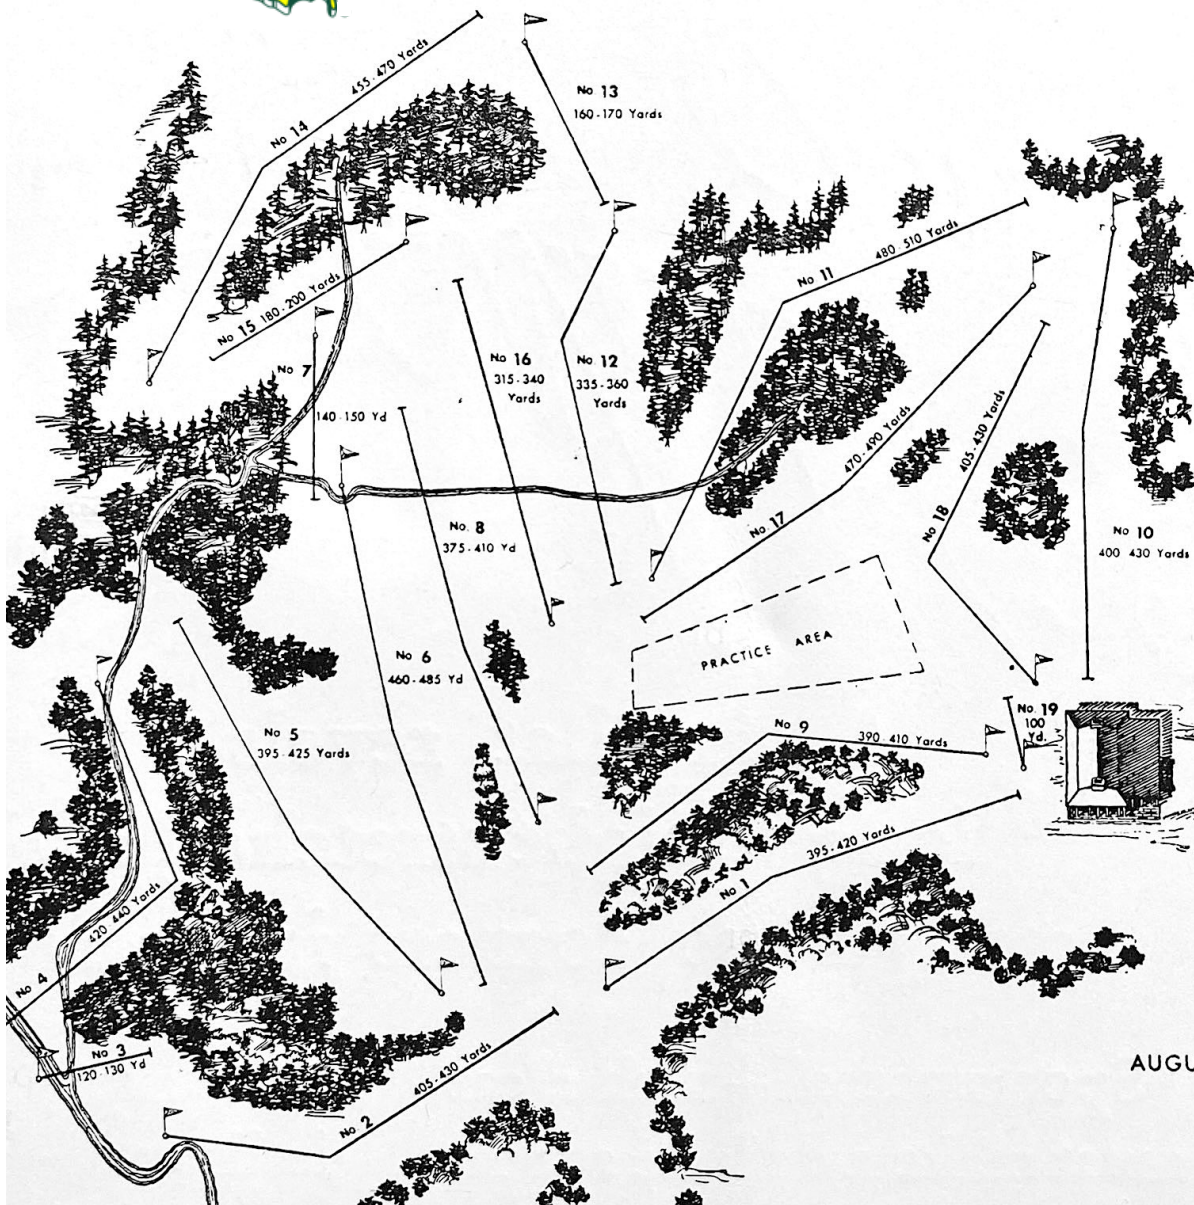 455-470 Yards
No 14
No 13
160-170 Yards
480-510 Yards
No 11
No 15 180-200 Yards
No 7
140-150 Yd
No 16
315-340
Yards
No. 12
335-360
Yards
470-490 Yards
No. 17
405-430 Yards
No 18
No 10
400 430 Yards
No. 8
375-410 Yd
PRACTICE AREA
No 6
460-485 Yd
No 5
395-425 Yards
No. 19
100
Yd.
No 9
390-410 Yards
395-420 Yards
No 1
420 440 Yards
No 4
No 3
120-130 Yd
405-430 Yards
No 2
AUGU